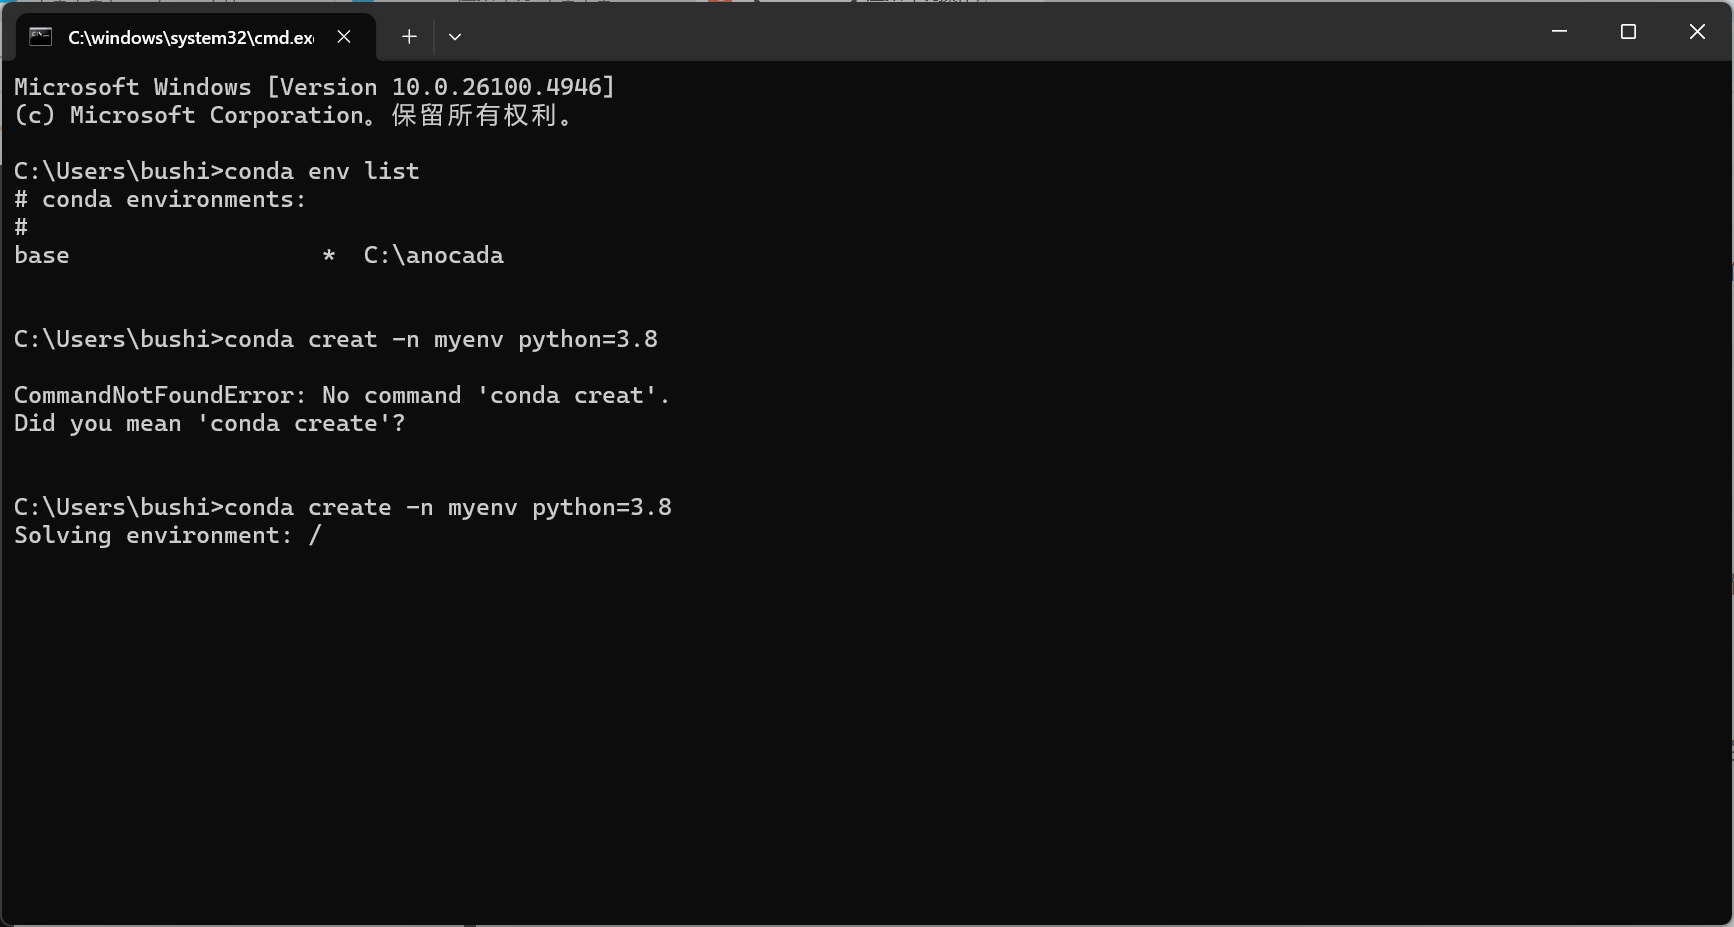 C:\windows\system32\cmd.exe
Microsoft Windows [Version 10.0.26100.4946]
(c) Microsoft Corporation。保留所有权利。
C:\Users\bushi>conda env list
# conda environments:
#
base                  *  C:\anocada
C:\Users\bushi>conda creat -n myenv python=3.8
CommandNotFoundError: No command 'conda creat'.
Did you mean 'conda create'?
C:\Users\bushi>conda create -n myenv python=3.8
Solving environment: /